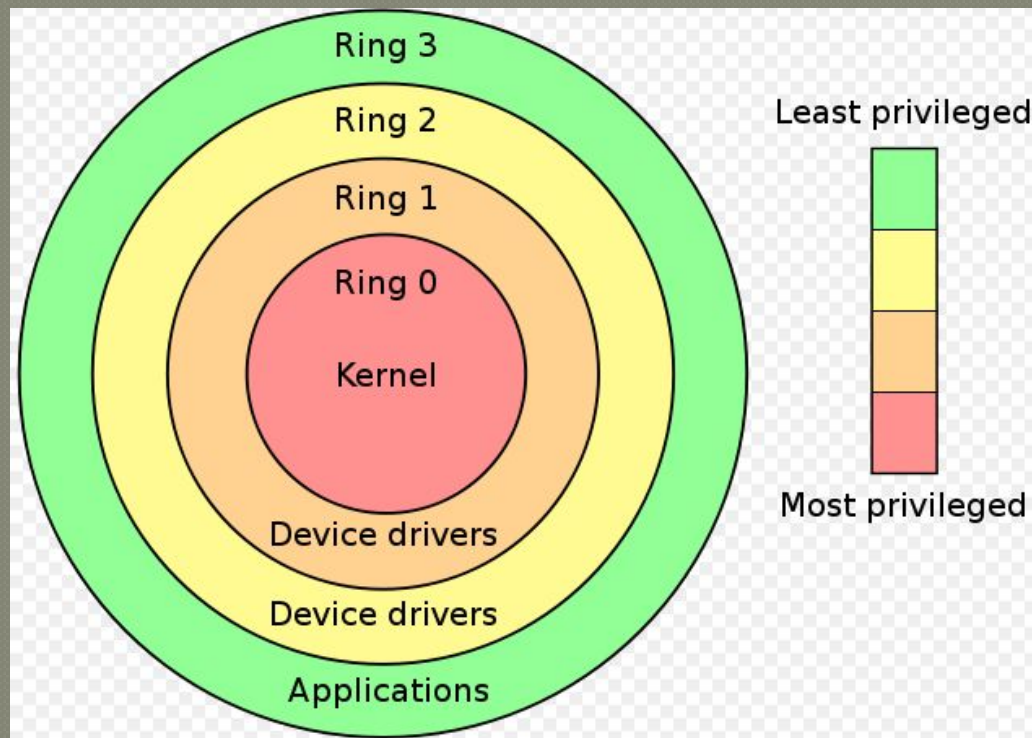 Ring 3
Ring 2
Ring 1
Ring 0
Kernel
Device drivers
Device drivers
Applications
Least privileged
Most privileged